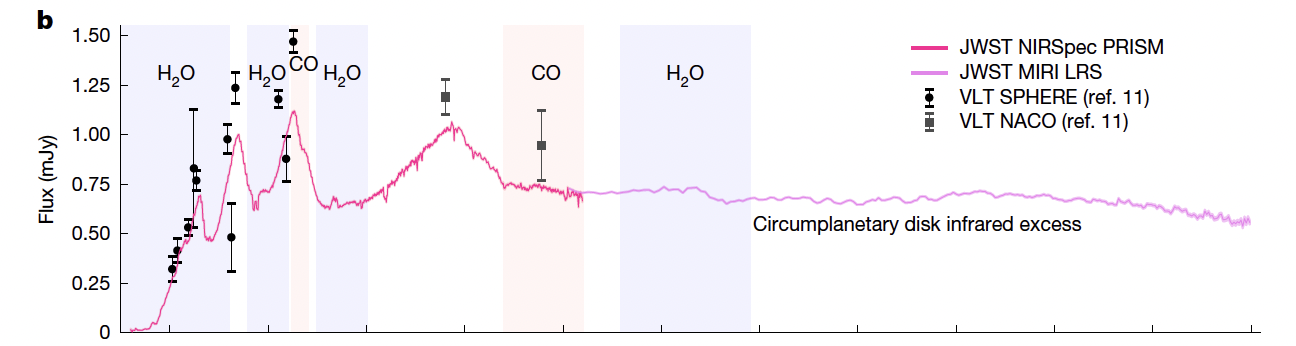 b
Flux (mJy)
1.50
1.25
1.00
0.75
0.50
0.25
0
H₂O
H₂O
CO
H₂O
CO
H₂O
JWST NIRSpec PRISM
JWST MIRI LRS
VLT SPHERE (ref. 11)
VLT NACO (ref. 11)
Circumplanetary disk infrared excess